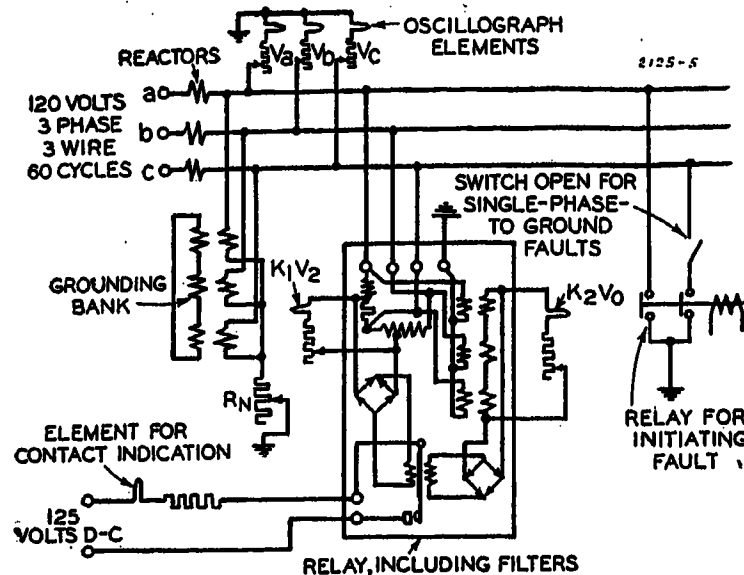 OSCILLOGRAPH
ELEMENTS
Va Vb Vc
REACTORS
2125-5
a
120 VOLTS
3 PHASE
b
3 WIRE
60 CYCLES
c
SWITCH OPEN FOR
SINGLE-PHASE-
TO GROUND
FAULTS
GROUNDING
BANK
K1V2
K2V0
RN
RELAY FOR
INITIATING
FAULT
ELEMENT FOR
CONTACT INDICATION
125
VOLTS D-C
RELAY, INCLUDING FILTERS